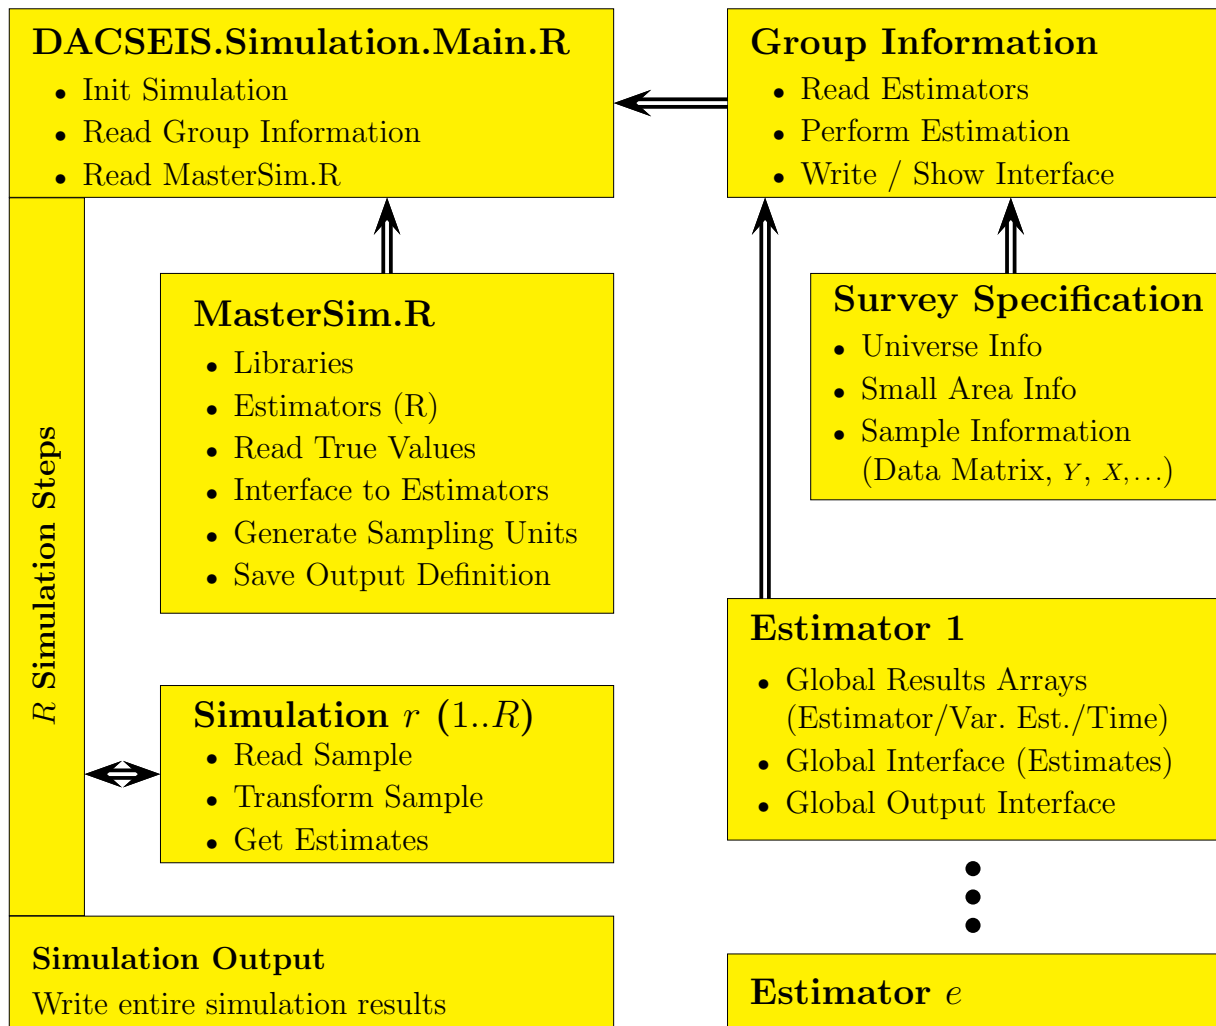 DACSEIS.Simulation.Main.R
• Init Simulation
• Read Group Information
• Read MasterSim.R
Group Information
• Read Estimators
• Perform Estimation
• Write / Show Interface
R Simulation Steps
MasterSim.R
• Libraries
• Estimators (R)
• Read True Values
• Interface to Estimators
• Generate Sampling Units
• Save Output Definition
Survey Specification
• Universe Info
• Small Area Info
• Sample Information
(Data Matrix, Y, X,...)
Simulation r (1..R)
• Read Sample
• Transform Sample
• Get Estimates
Estimator 1
• Global Results Arrays
(Estimator/Var. Est./Time)
• Global Interface (Estimates)
• Global Output Interface
Simulation Output
Write entire simulation results
Estimator e